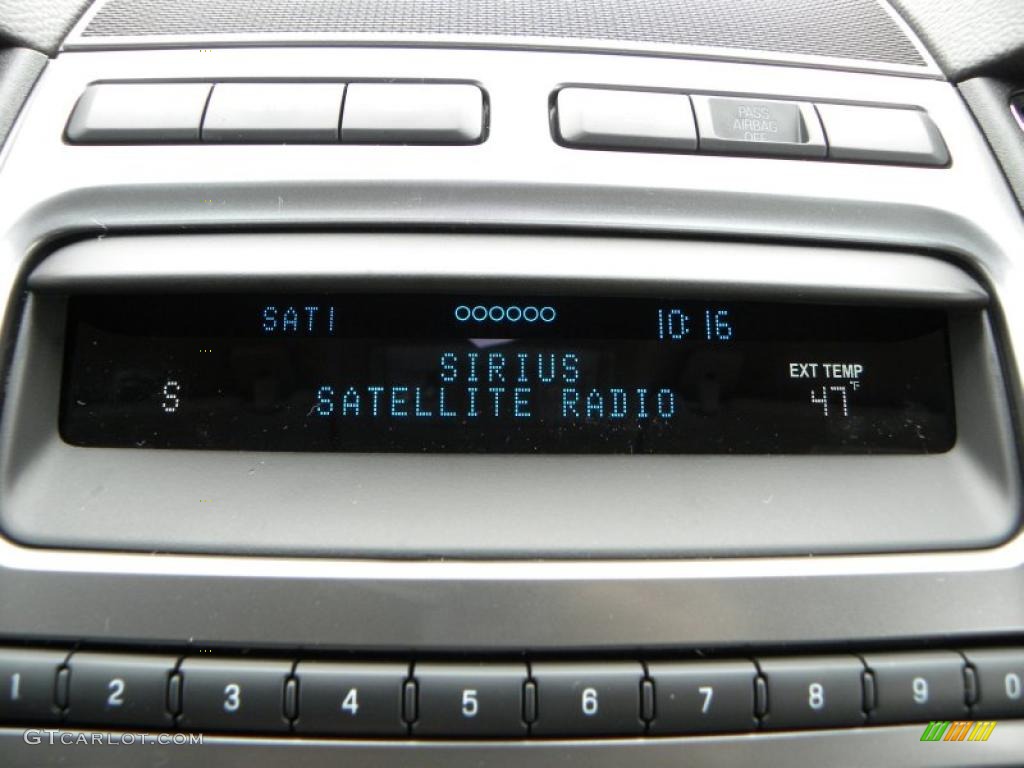 PASS
AIRBAG
OFF
SAT1 10:16
SIRIUS
SATELLITE RADIO
S
EXT TEMP
47°F
1 2 3 4 5 6 7 8 9 0
GTCARLOT.COM